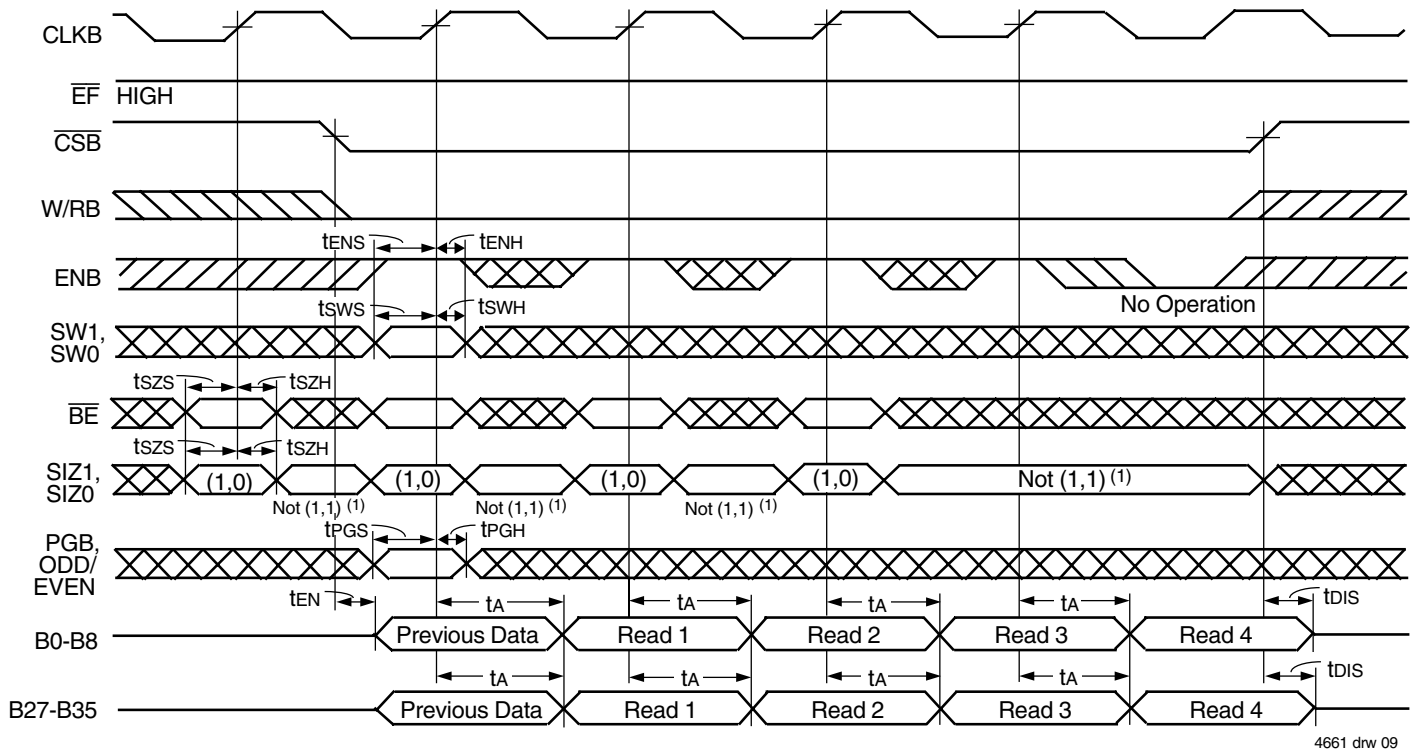 CLKB
EF HIGH
CSB
W/RB
tENS tENH
ENB
No Operation
tSWS tSWH
SW1,
SW0
tSZS tSZH
BE
tSZS tSZH
SIZ1,
SIZ0
(1,0) (1,0) (1,0) (1,0) Not (1,1) (1)
Not (1,1) (1) Not (1,1) (1) Not (1,1) (1)
tPGS tPGH
PGB,
ODD/
EVEN
tEN tA tA tA tA tDIS
B0-B8 Previous Data Read 1 Read 2 Read 3 Read 4
tA tA tA tA tDIS
B27-B35 Previous Data Read 1 Read 2 Read 3 Read 4
4661 drw 09